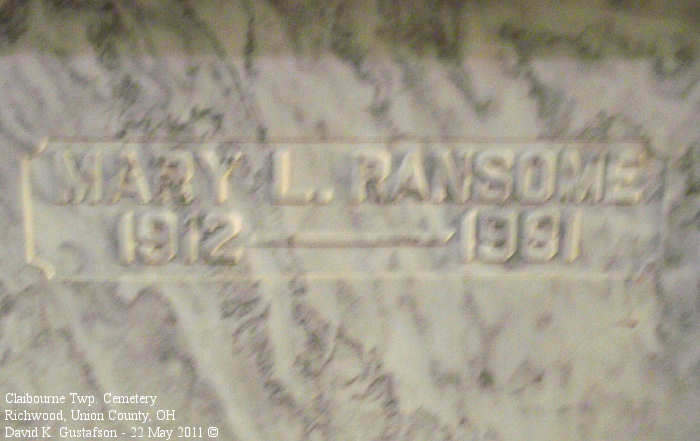 MARY L. RANSOME
1912 — 1991
Claibourne Twp. Cemetery
Richwood, Union County, OH
David K. Gustafson - 22 May 2011 ©